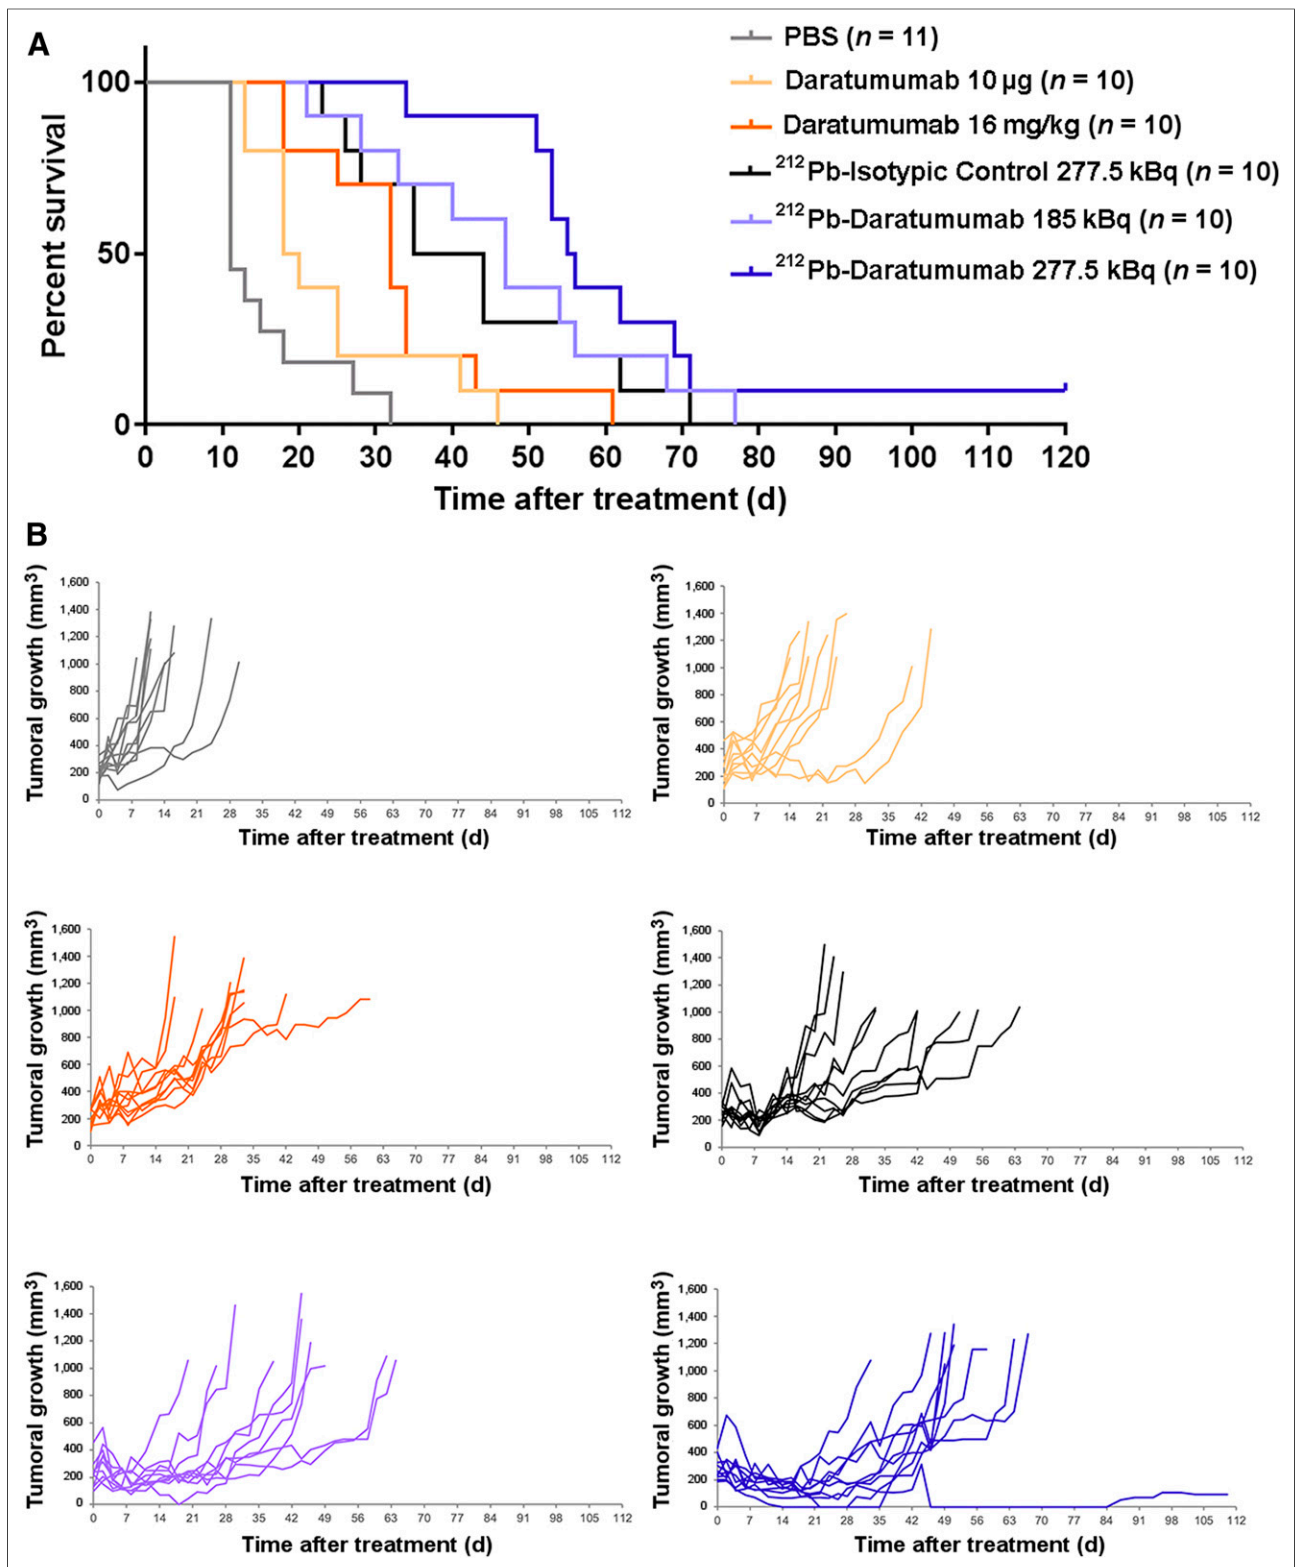 A
PBS (n = 11)
Daratumumab 10 µg (n = 10)
Daratumumab 16 mg/kg (n = 10)
212Pb-Isotypic Control 277.5 kBq (n = 10)
212Pb-Daratumumab 185 kBq (n = 10)
212Pb-Daratumumab 277.5 kBq (n = 10)
Percent survival
100
50
0
0 10 20 30 40 50 60 70 80 90 100 110 120
Time after treatment (d)
B
Tumoral growth (mm3)
1,600
1,400
1,200
1,000
800
600
400
200
0
0 7 14 21 28 35 42 49 56 63 70 77 84 91 98 105 112
Time after treatment (d)
Tumoral growth (mm3)
1,600
1,400
1,200
1,000
800
600
400
200
0
0 7 14 21 28 35 42 49 56 63 70 77 84 91 98 105 112
Time after treatment (d)
Tumoral growth (mm3)
1,600
1,400
1,200
1,000
800
600
400
200
0
0 7 14 21 28 35 42 49 56 63 70 77 84 91 98 105 112
Time after treatment (d)
Tumoral growth (mm3)
1,600
1,400
1,200
1,000
800
600
400
200
0
0 7 14 21 28 35 42 49 56 63 70 77 84 91 98 105 112
Time after treatment (d)
Tumoral growth (mm3)
1,600
1,400
1,200
1,000
800
600
400
200
0
0 7 14 21 28 35 42 49 56 63 70 77 84 91 98 105 112
Time after treatment (d)
Tumoral growth (mm3)
1,600
1,400
1,200
1,000
800
600
400
200
0
0 7 14 21 28 35 42 49 56 63 70 77 84 91 98 105 112
Time after treatment (d)